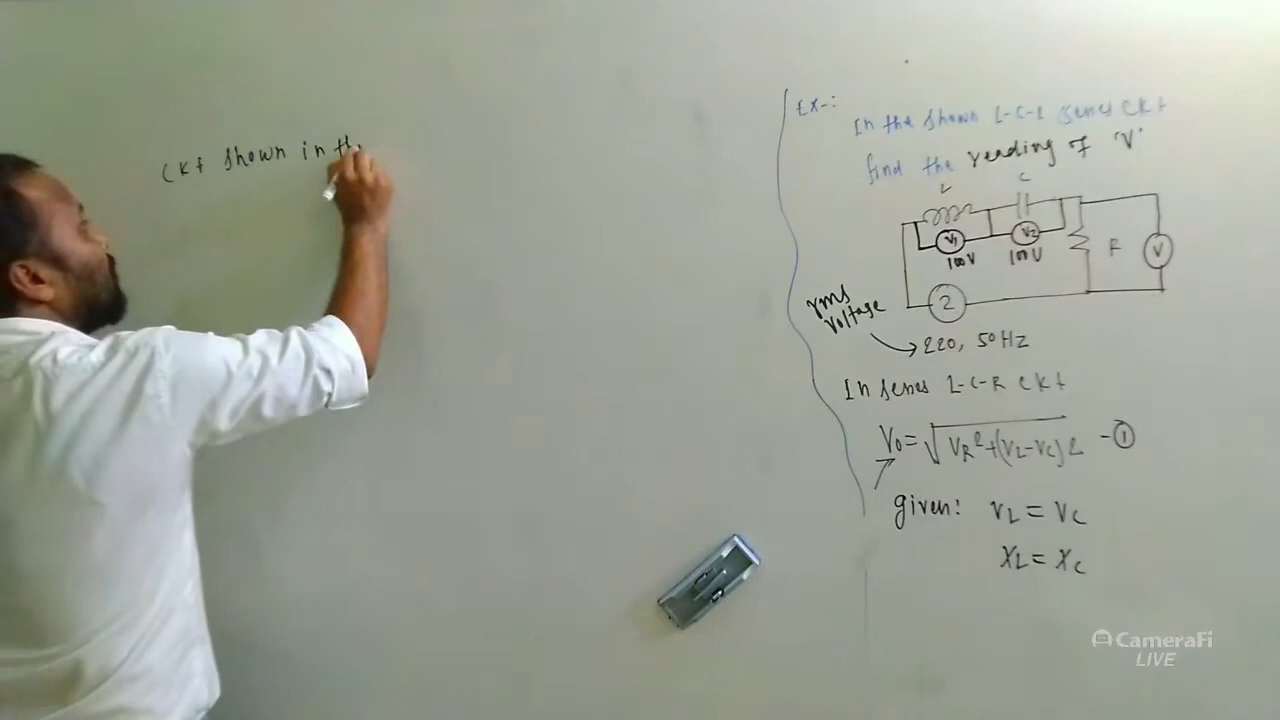 Ckt shown in th
Ex-:
In the shown L-C-R series ckt
find the reading of 'V'
L
C
V1
V2
100V
100V
R
V
rms
voltage
220, 50Hz
In series L-C-R ckt
V0=√VR²+(VL-VC)2 -①
given: VL = VC
XL = XC
CameraFi
LIVE